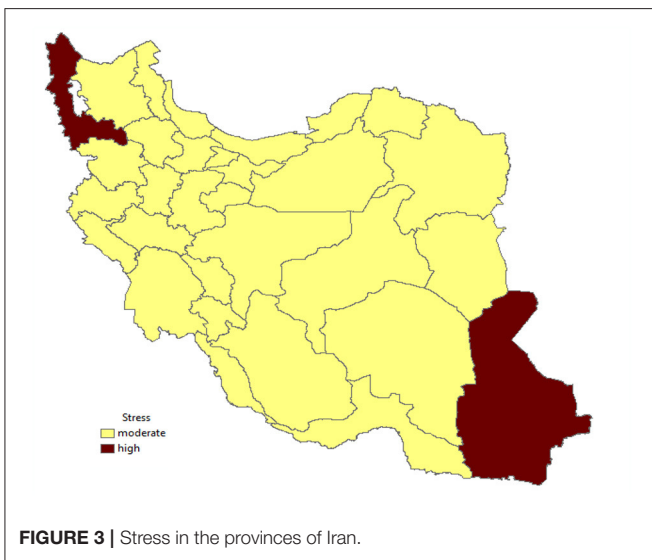 Stress
moderate
high
FIGURE 3 | Stress in the provinces of Iran.